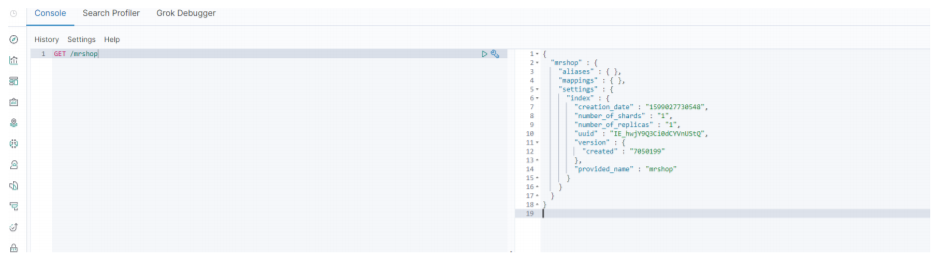 Console Search Profiler Grok Debugger
History Settings Help
1 GET /mrshop
1 {
2 "mrshop" : {
3 "aliases" : { },
4 "mappings" : { },
5 "settings" : {
6 "index" : {
7 "creation_date" : "1599027730548",
8 "number_of_shards" : "1",
9 "number_of_replicas" : "1",
10 "uuid" :
11 "version" : {
12 "created" : "7050199"
13 },
14 "provided_name" : "mrshop"
15 }
16 }
17 }
18 }
19